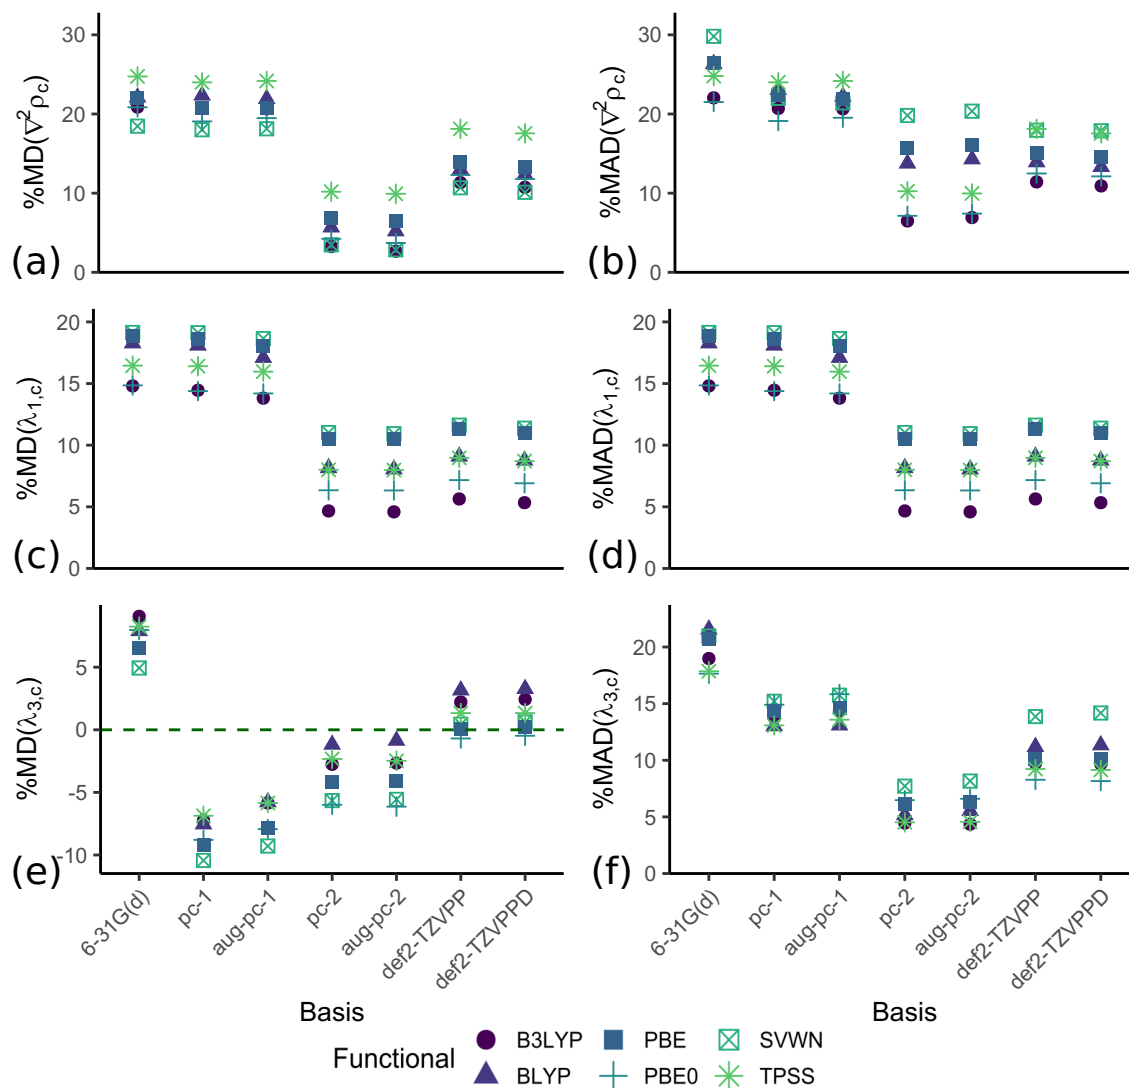 30
20
10
0
%MD(∇²ρc)
(a)
30
20
10
0
%MAD(∇²ρc)
(b)
20
15
10
5
0
%MD(λ1,c)
(c)
20
15
10
5
0
%MAD(λ1,c)
(d)
5
0
-5
-10
%MD(λ3,c)
(e)
6-31G(d)
pc-1
aug-pc-1
pc-2
aug-pc-2
def2-TZVPP
def2-TZVPPD
Basis
20
15
10
5
0
%MAD(λ3,c)
(f)
6-31G(d)
pc-1
aug-pc-1
pc-2
aug-pc-2
def2-TZVPP
def2-TZVPPD
Basis
Functional
B3LYP
PBE
SVWN
BLYP
PBE0
TPSS